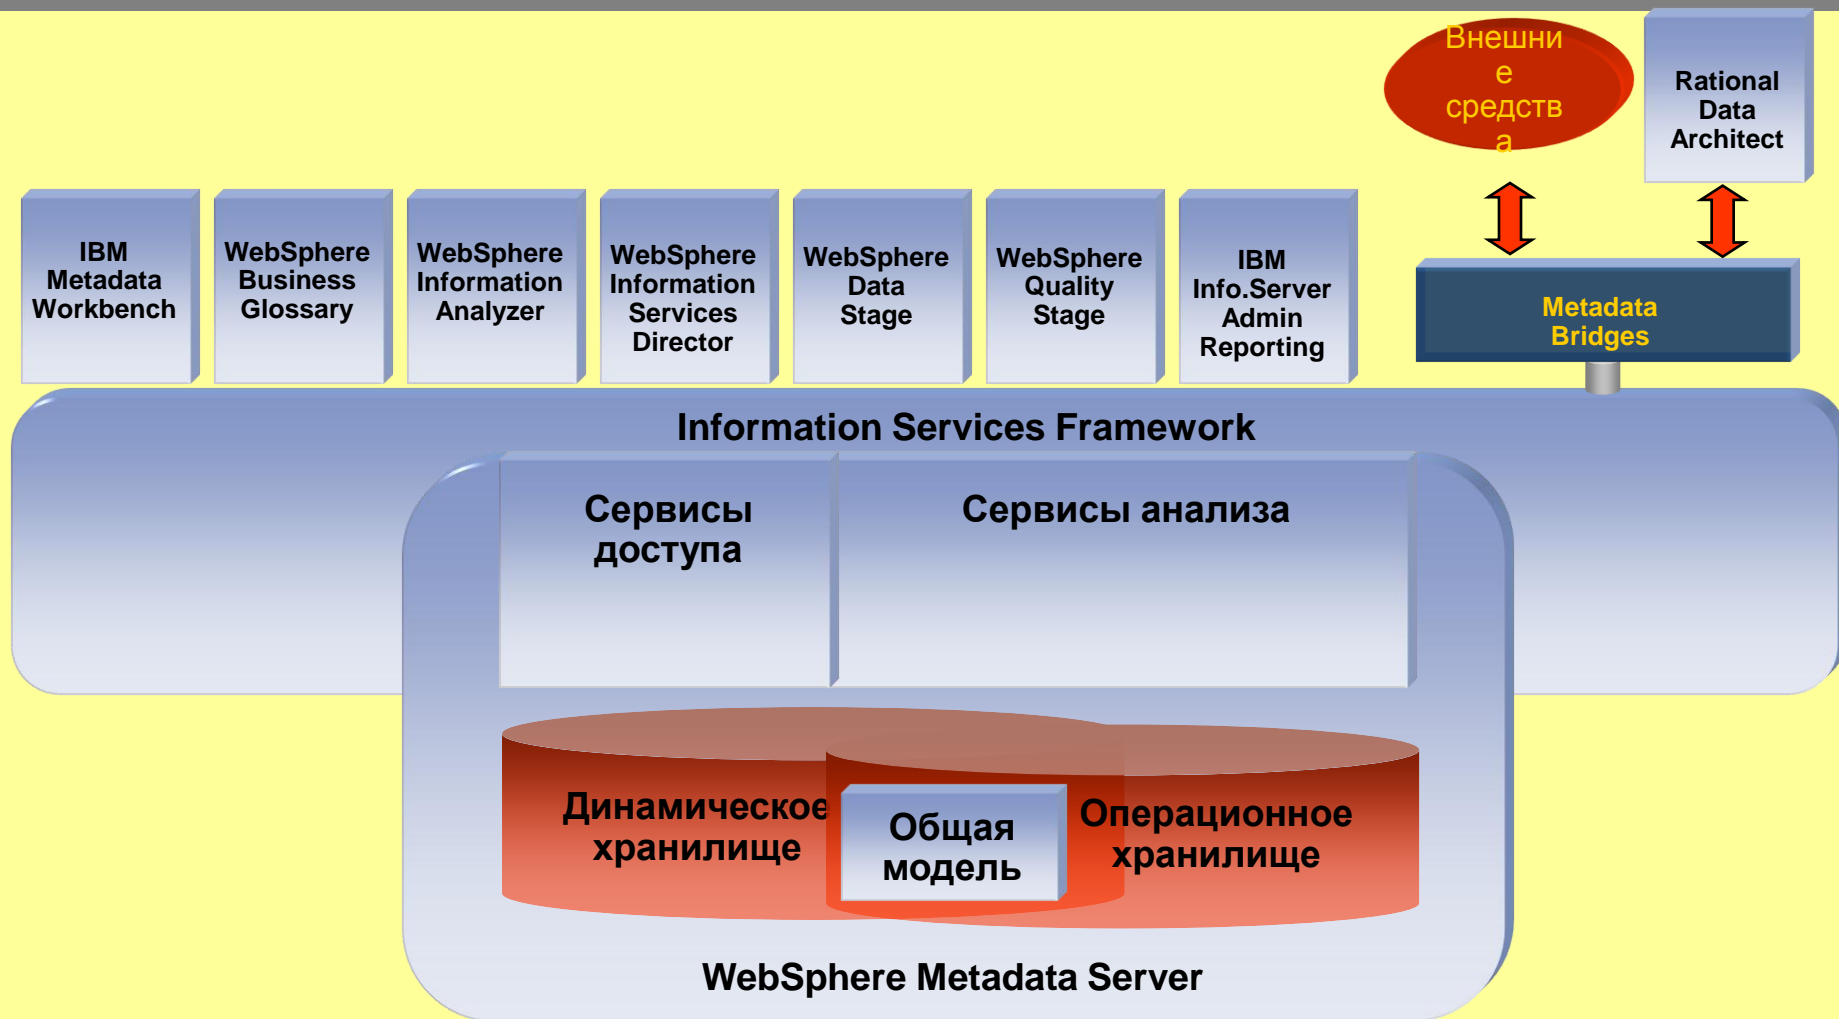 Внешни
е
средств
а
Rational
Data
Architect
IBM
Metadata
Workbench
WebSphere
Business
Glossary
WebSphere
Information
Analyzer
WebSphere
Information
Services
Director
WebSphere
Data
Stage
WebSphere
Quality
Stage
IBM
Info.Server
Admin
Reporting
Metadata
Bridges
Information Services Framework
Сервисы
доступа
Сервисы анализа
Динамическое
хранилище
Общая
модель
Операционное
хранилище
WebSphere Metadata Server